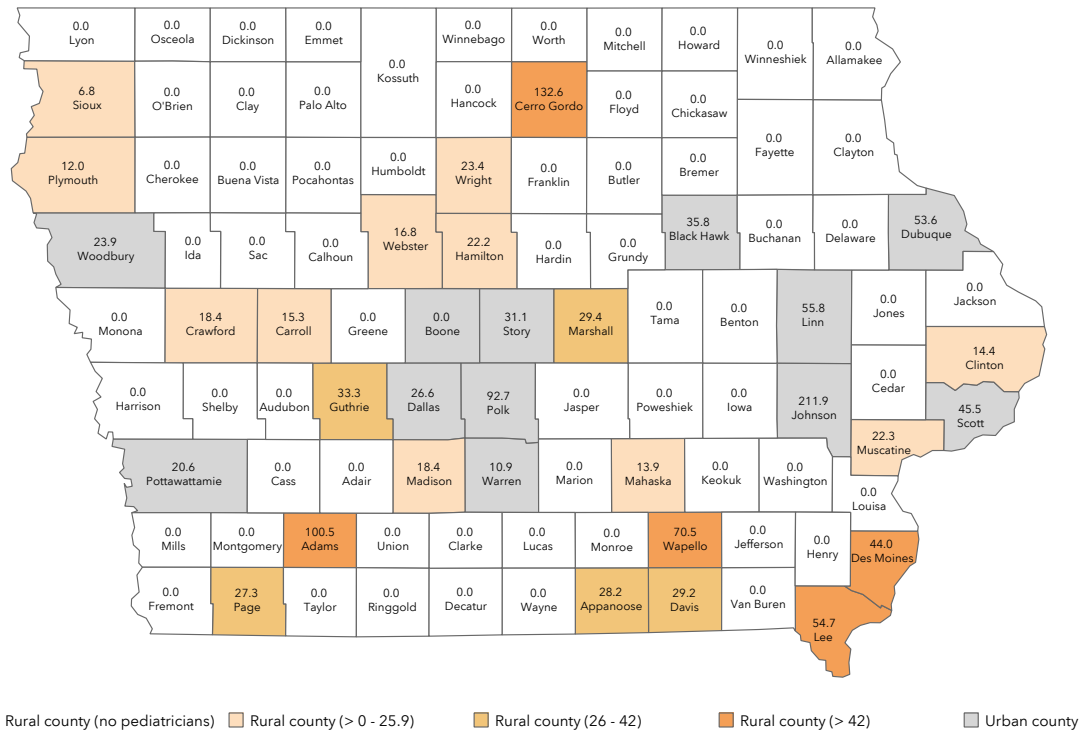 0.0
Lyon
0.0
Osceola
0.0
Dickinson
0.0
Emmet
0.0
Kossuth
0.0
Winnebago
0.0
Worth
0.0
Mitchell
0.0
Howard
0.0
Winneshiek
0.0
Allamakee
6.8
Sioux
0.0
O'Brien
0.0
Clay
0.0
Palo Alto
0.0
Hancock
132.6
Cerro Gordo
0.0
Floyd
0.0
Chickasaw
12.0
Plymouth
0.0
Cherokee
0.0
Buena Vista
0.0
Pocahontas
0.0
Humboldt
23.4
Wright
0.0
Franklin
0.0
Butler
0.0
Bremer
0.0
Fayette
0.0
Clayton
23.9
Woodbury
0.0
Ida
0.0
Sac
0.0
Calhoun
16.8
Webster
22.2
Hamilton
0.0
Hardin
0.0
Grundy
35.8
Black Hawk
0.0
Buchanan
0.0
Delaware
53.6
Dubuque
0.0
Monona
18.4
Crawford
15.3
Carroll
0.0
Greene
0.0
Boone
31.1
Story
29.4
Marshall
0.0
Tama
0.0
Benton
55.8
Linn
0.0
Jones
0.0
Jackson
14.4
Clinton
0.0
Harrison
0.0
Shelby
0.0
Audubon
33.3
Guthrie
26.6
Dallas
92.7
Polk
0.0
Jasper
0.0
Poweshiek
0.0
Iowa
211.9
Johnson
0.0
Cedar
45.5
Scott
22.3
Muscatine
20.6
Pottawattamie
0.0
Cass
0.0
Adair
18.4
Madison
10.9
Warren
0.0
Marion
13.9
Mahaska
0.0
Keokuk
0.0
Washington
0.0
Louisa
0.0
Mills
0.0
Montgomery
100.5
Adams
0.0
Union
0.0
Clarke
0.0
Lucas
0.0
Monroe
70.5
Wapello
0.0
Jefferson
0.0
Henry
44.0
Des Moines
0.0
Fremont
27.3
Page
0.0
Taylor
0.0
Ringgold
0.0
Decatur
0.0
Wayne
28.2
Appanoose
29.2
Davis
0.0
Van Buren
54.7
Lee
Rural county (no pediatricians)
Rural county (> 0 - 25.9)
Rural county (26 - 42)
Rural county (> 42)
Urban county